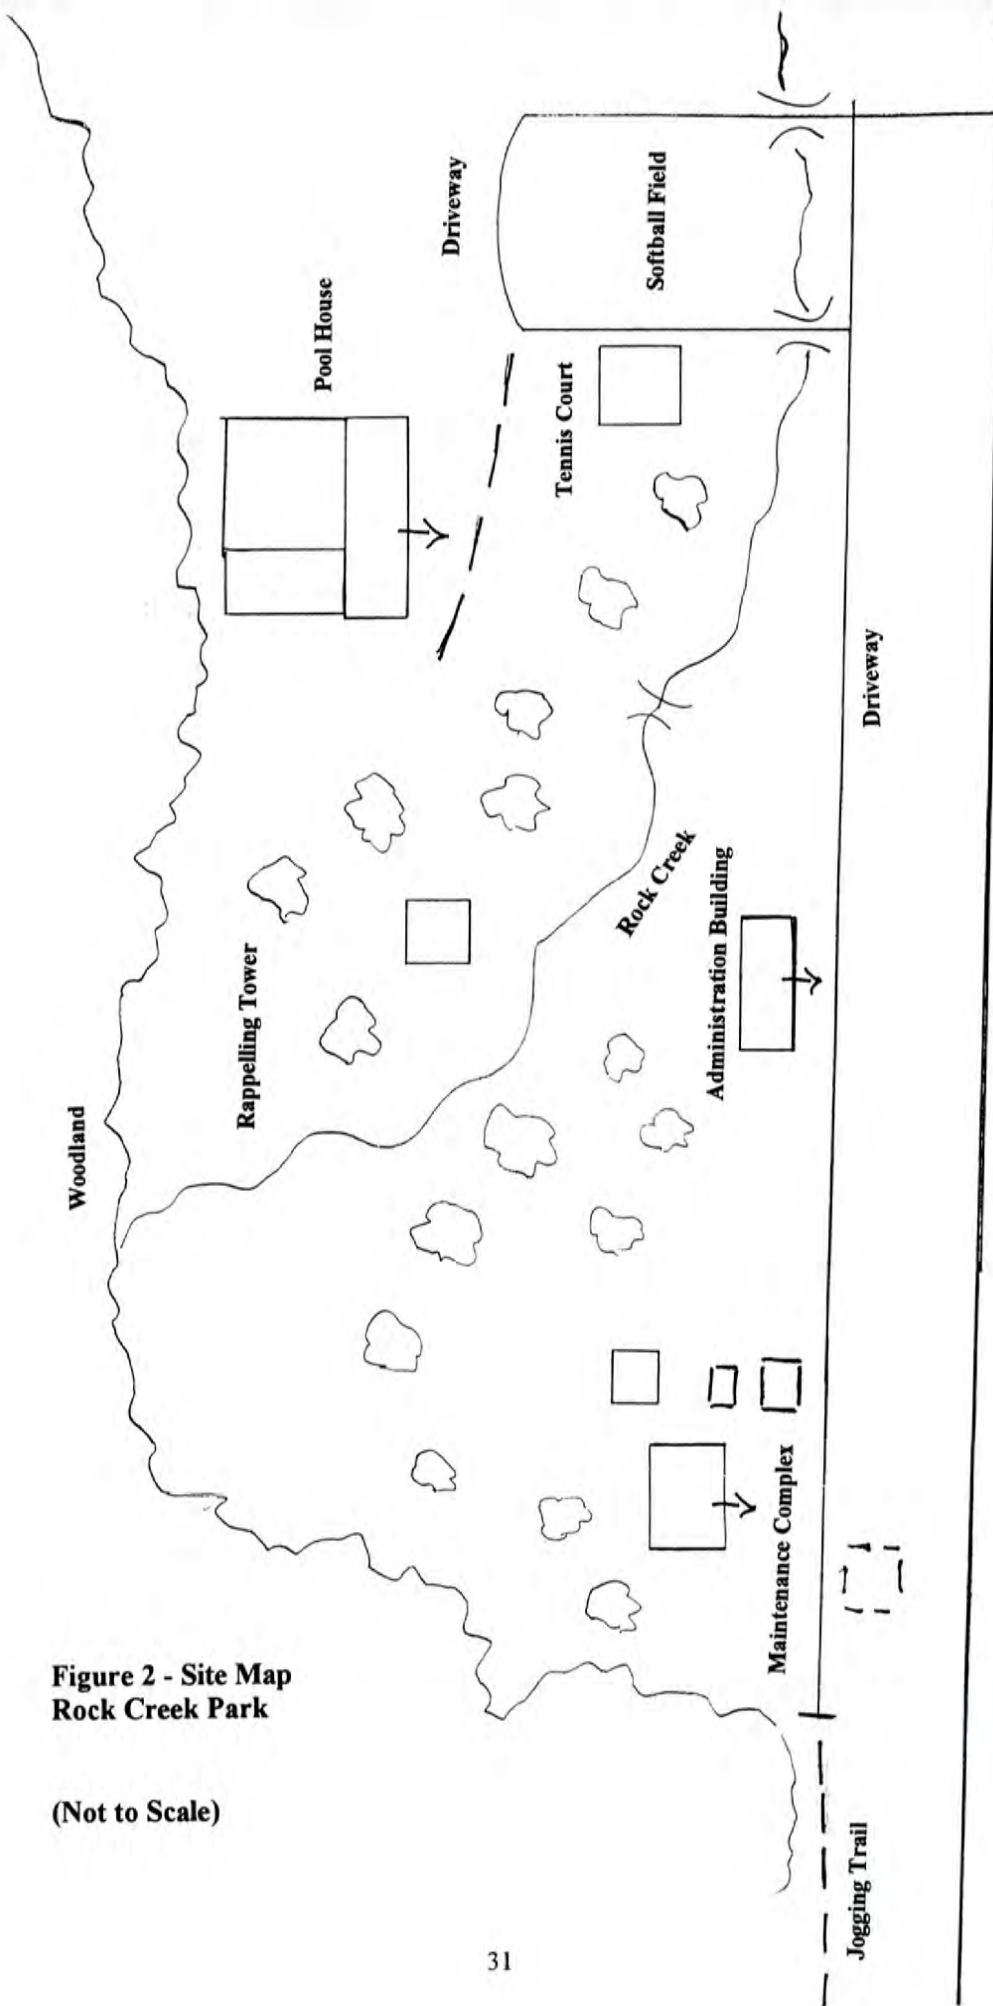 Driveway
Softball Field
Pool House
Tennis Court
Driveway
Rock Creek
Administration Building
Rappelling Tower
Woodland
Maintenance Complex
Jogging Trail
Figure 2 - Site Map
Rock Creek Park
(Not to Scale)
31